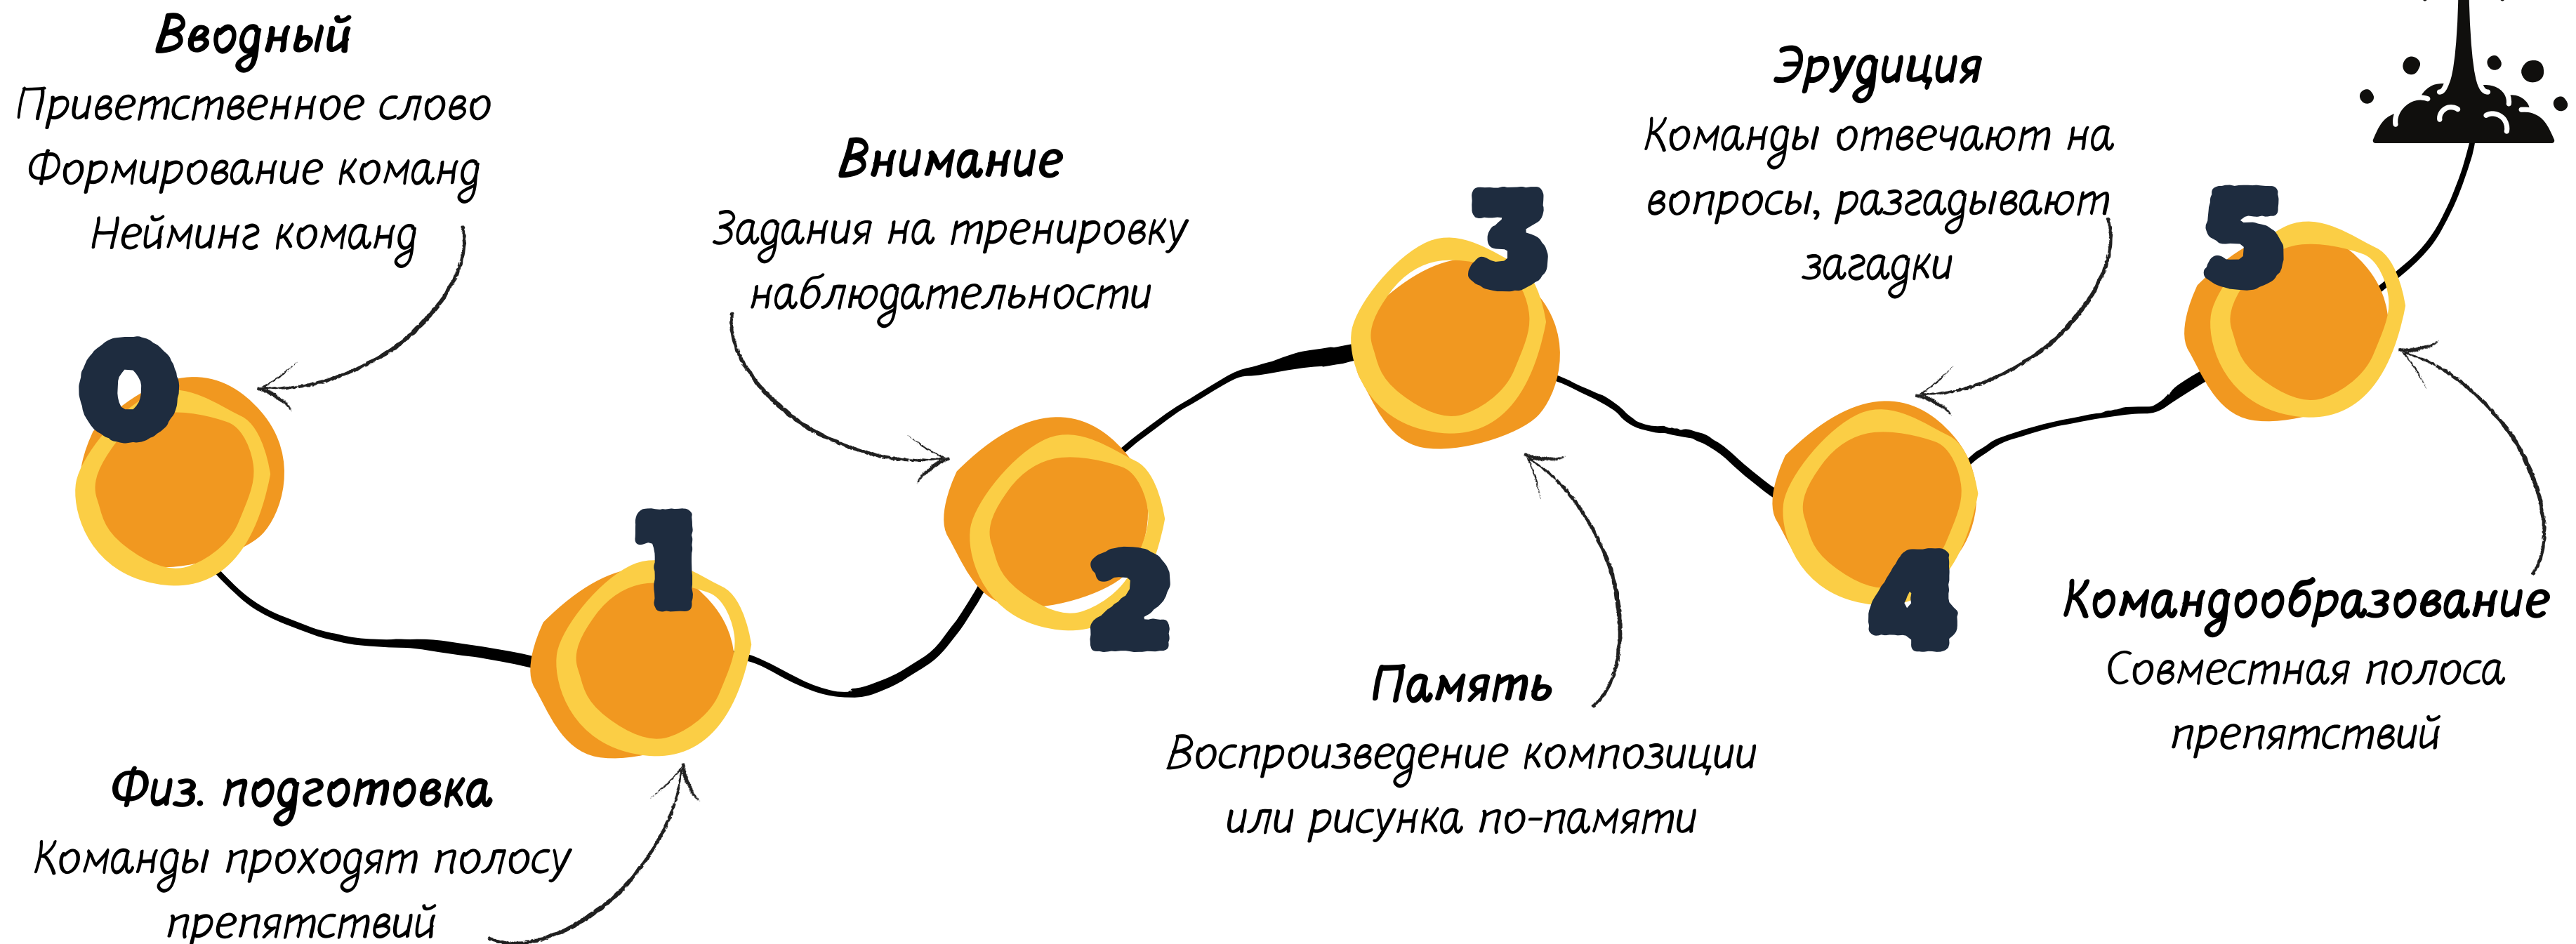 0
Вводный
Приветственное слово
Формирование команд
Нейминг команд
1
Физ. подготовка
Команды проходят полосу
препятствий
2
Внимание
Задания на тренировку
наблюдательности
3
Память
Воспроизведение композиции
или рисунка по-памяти
4
Эрудиция
Команды отвечают на
вопросы, разгадывают
загадки
5
Командообразование
Совместная полоса
препятствий